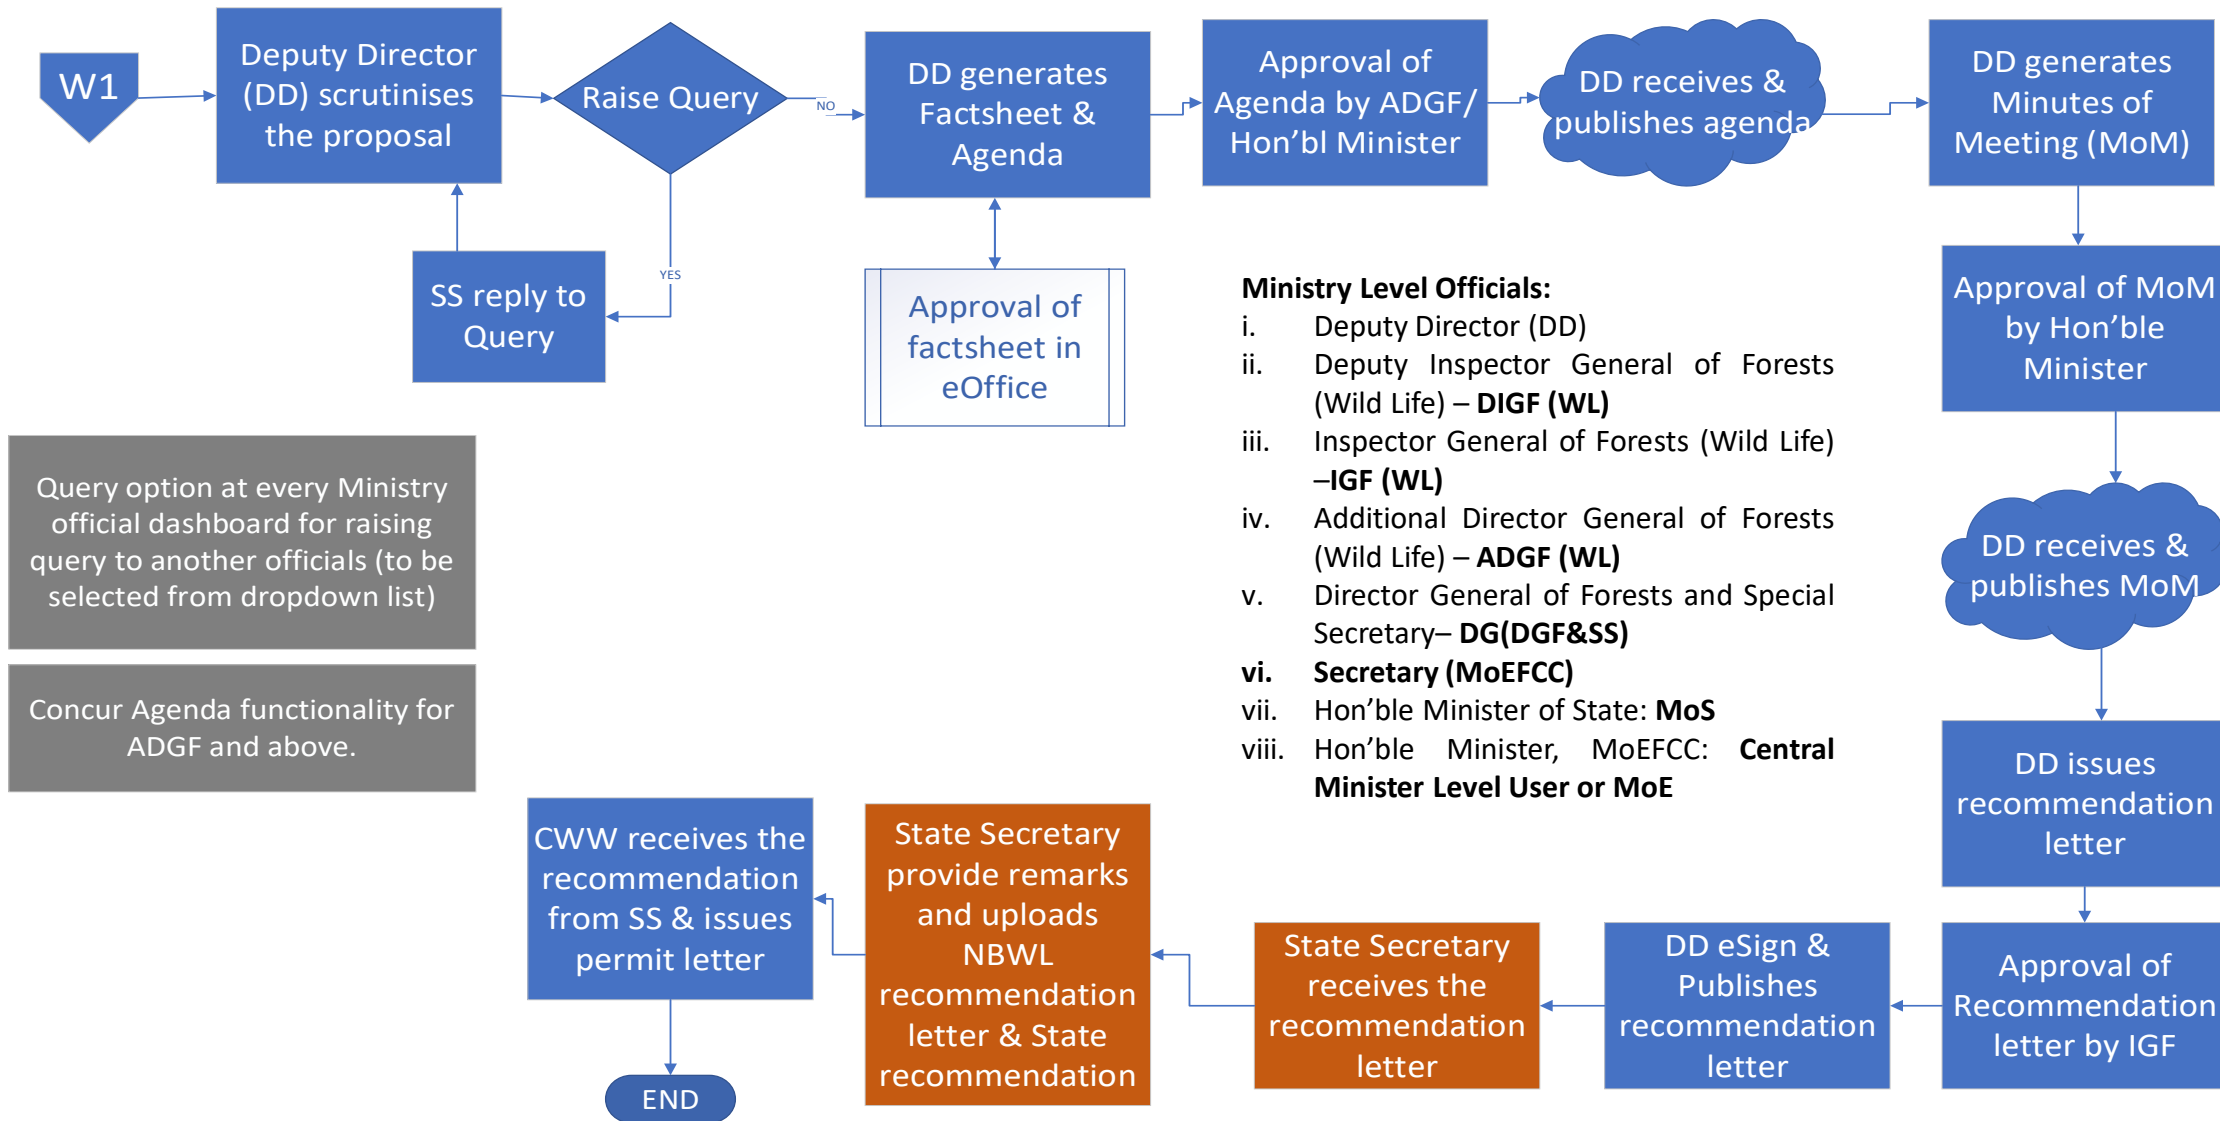 W1
Deputy Director
(DD) scrutinises
the proposal
Raise Query
NO
YES
SS reply to
Query
DD generates
Factsheet &
Agenda
Approval of
factsheet in
eOffice
Approval of
Agenda by ADGF/
Hon'bl Minister
DD receives &
publishes agenda
DD generates
Minutes of
Meeting (MoM)
Approval of MoM
by Hon'ble
Minister
DD receives &
publishes MoM
DD issues
recommendation
letter
Approval of
Recommendation
letter by IGF
DD eSign &
Publishes
recommendation
letter
State Secretary
receives the
recommendation
letter
State Secretary
provide remarks
and uploads
NBWL
recommendation
letter & State
recommendation
CWW receives the
recommendation
from SS & issues
permit letter
END
Query option at every Ministry
official dashboard for raising
query to another officials (to be
selected from dropdown list)
Concur Agenda functionality for
ADGF and above.
Ministry Level Officials:
i. Deputy Director (DD)
ii. Deputy Inspector General of Forests
(Wild Life) – DIGF (WL)
iii. Inspector General of Forests (Wild Life)
–IGF (WL)
iv. Additional Director General of Forests
(Wild Life) – ADGF (WL)
v. Director General of Forests and Special
Secretary– DG(DGF&SS)
vi. Secretary (MoEFCC)
vii. Hon'ble Minister of State: MoS
viii. Hon'ble Minister, MoEFCC: Central
Minister Level User or MoE